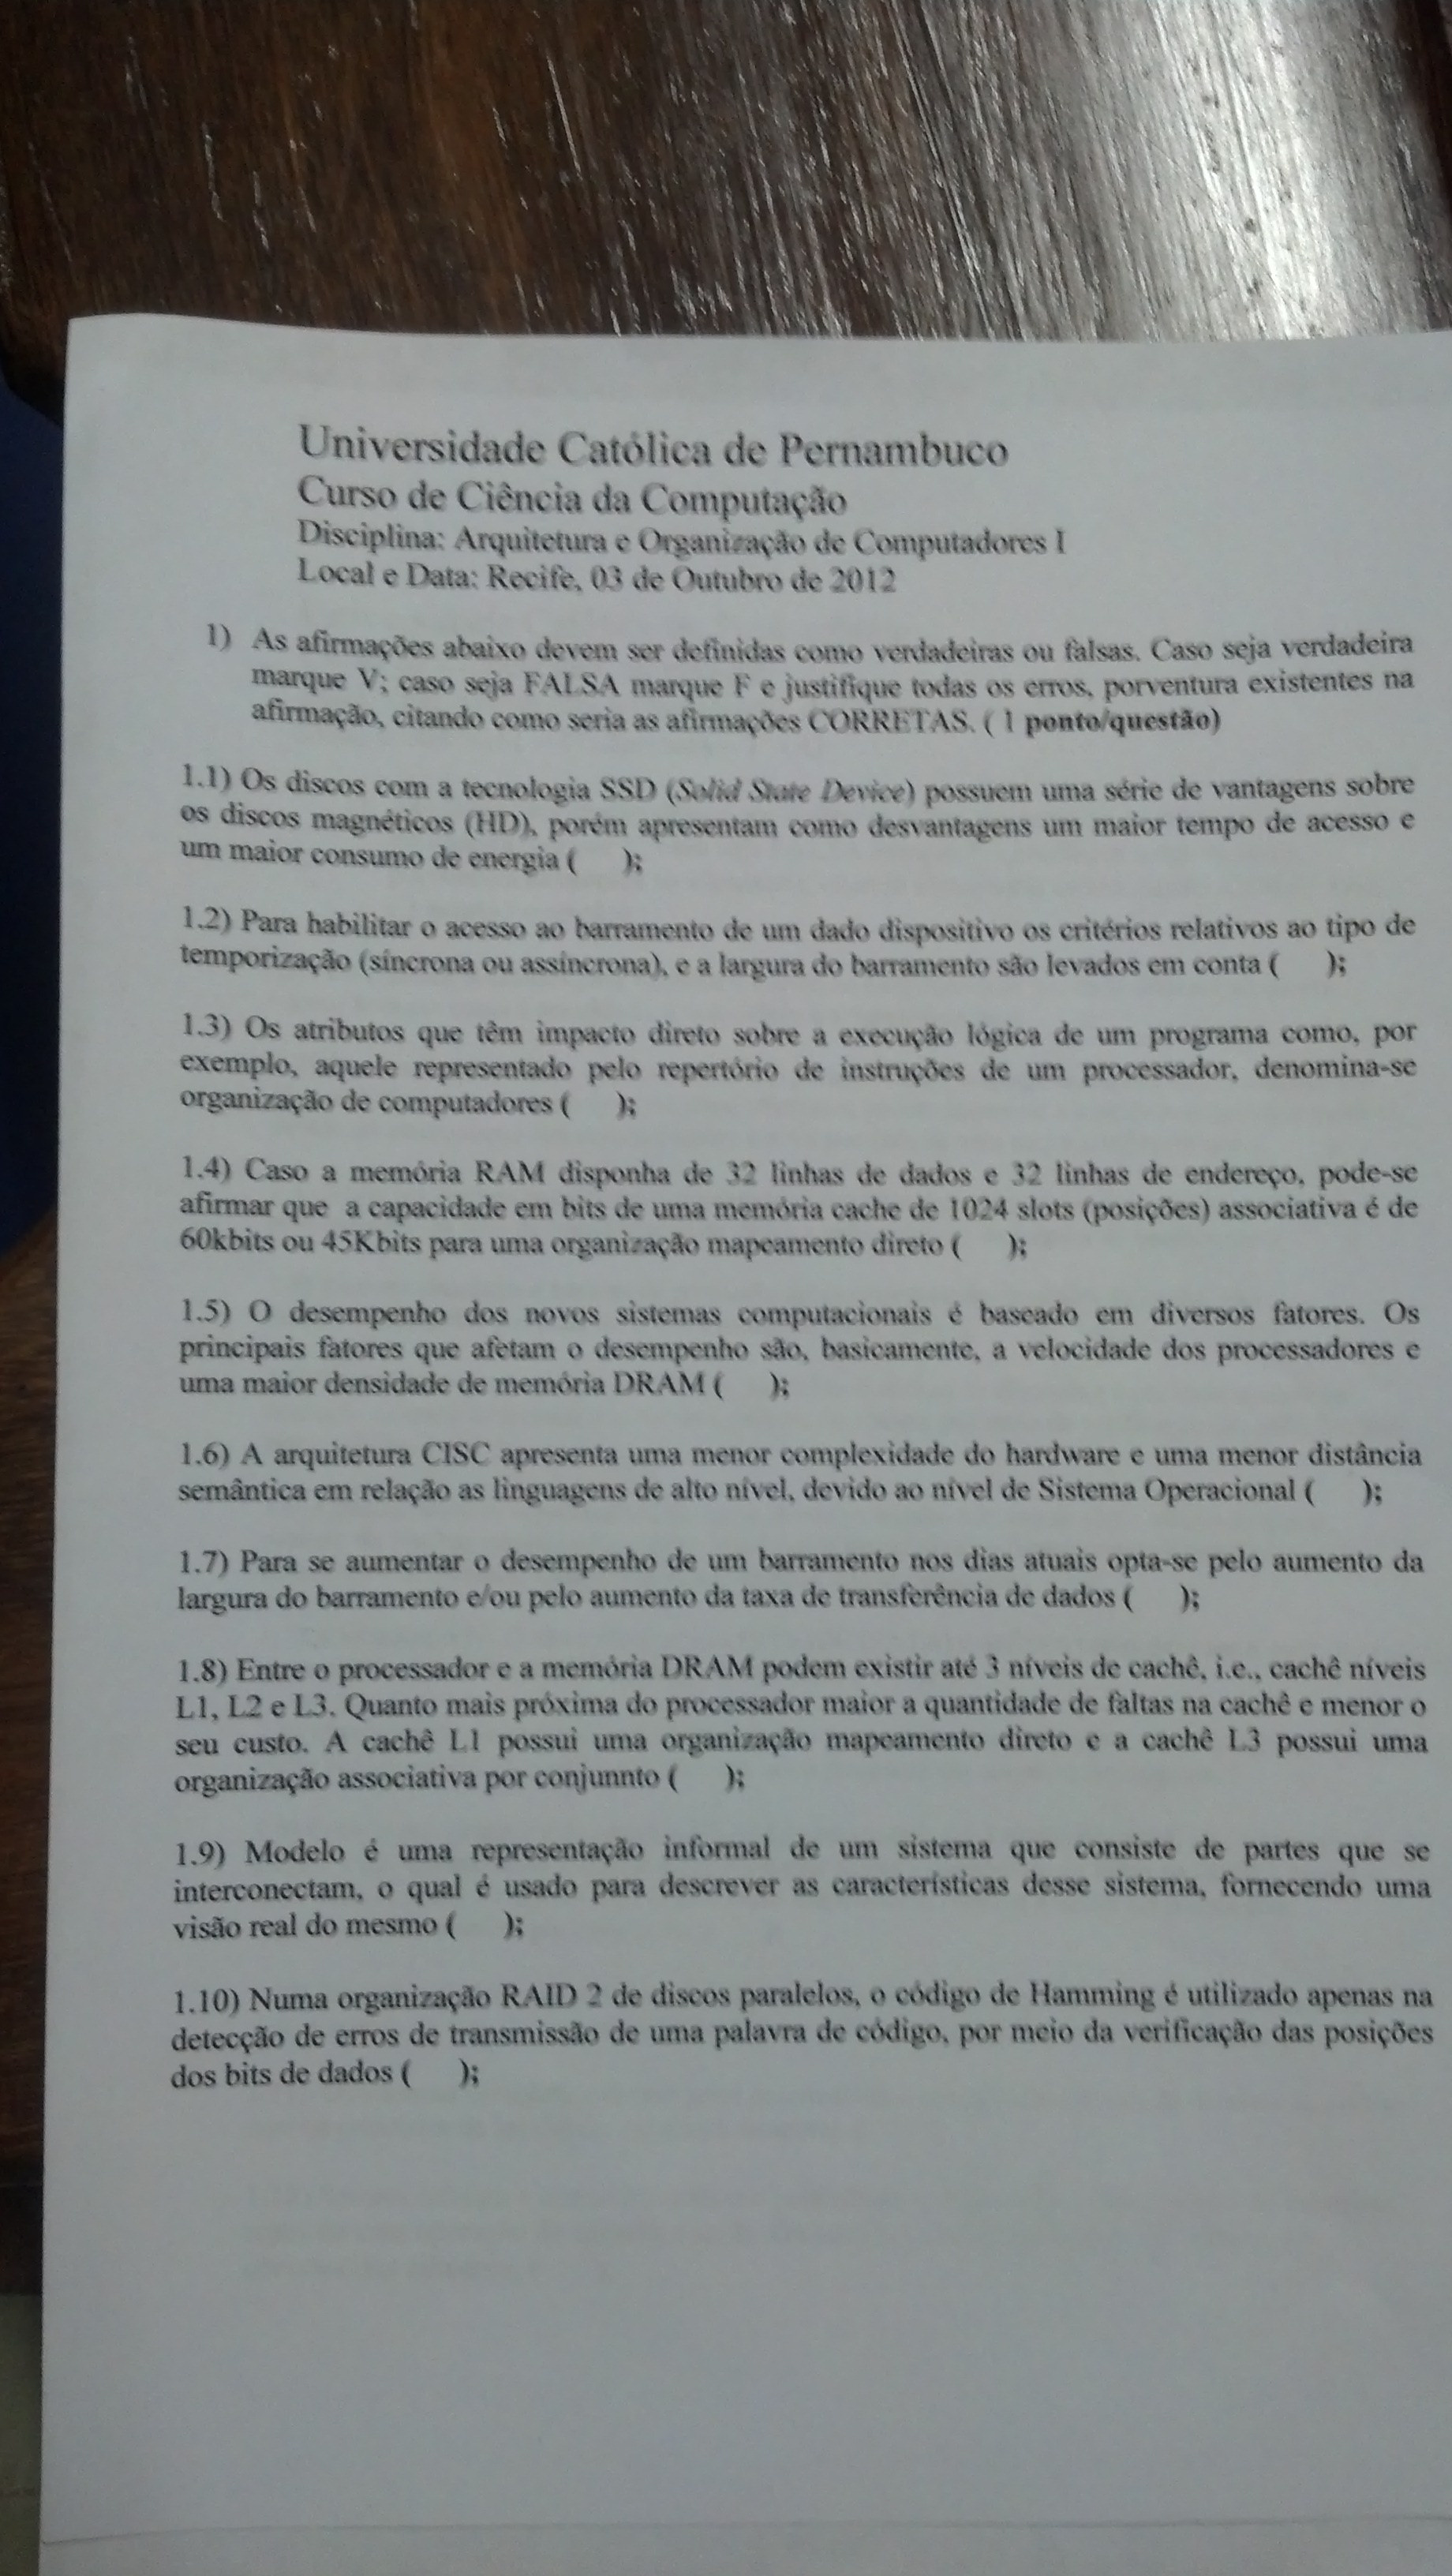 Universidade Católica de Pernambuco
Curso de Ciência da Computação
Disciplina: Arquitetura e Organização de Computadores I
Local e Data: Recife, 03 de Outubro de 2012
1) As afirmações abaixo devem ser definidas como verdadeiras ou falsas. Caso seja verdadeira
marque V; caso seja FALSA marque F e justifique todas os erros, porventura existentes na
afirmação, citando como seria as afirmações CORRETAS. ( 1 ponto/questão)
1.1) Os discos com a tecnologia SSD (Solid State Device) possuem uma série de vantagens sobre
os discos magnéticos (HD), porém apresentam como desvantagens um maior tempo de acesso e
um maior consumo de energia ( );
1.2) Para habilitar o acesso ao barramento de um dado dispositivo os critérios relativos ao tipo de
temporização (síncrona ou assíncrona), e a largura do barramento são levados em conta ( );
1.3) Os atributos que têm impacto direto sobre a execução lógica de um programa como, por
exemplo, aquele representado pelo repertório de instruções de um processador, denomina-se
organização de computadores ( );
1.4) Caso a memória RAM disponha de 32 linhas de dados e 32 linhas de endereço, pode-se
afirmar que a capacidade em bits de uma memória cache de 1024 slots (posições) associativa é de
60kbits ou 45Kbits para uma organização mapeamento direto ( );
1.5) O desempenho dos novos sistemas computacionais é baseado em diversos fatores. Os
principais fatores que afetam o desempenho são, basicamente, a velocidade dos processadores e
uma maior densidade de memória DRAM ( );
1.6) A arquitetura CISC apresenta uma menor complexidade do hardware e uma menor distância
semântica em relação as linguagens de alto nível, devido ao nível de Sistema Operacional ( );
1.7) Para se aumentar o desempenho de um barramento nos dias atuais opta-se pelo aumento da
largura do barramento e/ou pelo aumento da taxa de transferência de dados ( );
1.8) Entre o processador e a memória DRAM podem existir até 3 níveis de cachê, i.e., cachê níveis
L1, L2 e L3. Quanto mais próxima do processador maior a quantidade de faltas na cachê e menor o
seu custo. A cachê L1 possui uma organização mapeamento direto e a cachê L3 possui uma
organização associativa por conjunnto ( );
1.9) Modelo é uma representação informal de um sistema que consiste de partes que se
interconectam, o qual é usado para descrever as características desse sistema, fornecendo uma
visão real do mesmo ( );
1.10) Numa organização RAID 2 de discos paralelos, o código de Hamming é utilizado apenas na
detecção de erros de transmissão de uma palavra de código, por meio da verificação das posições
dos bits de dados ( );